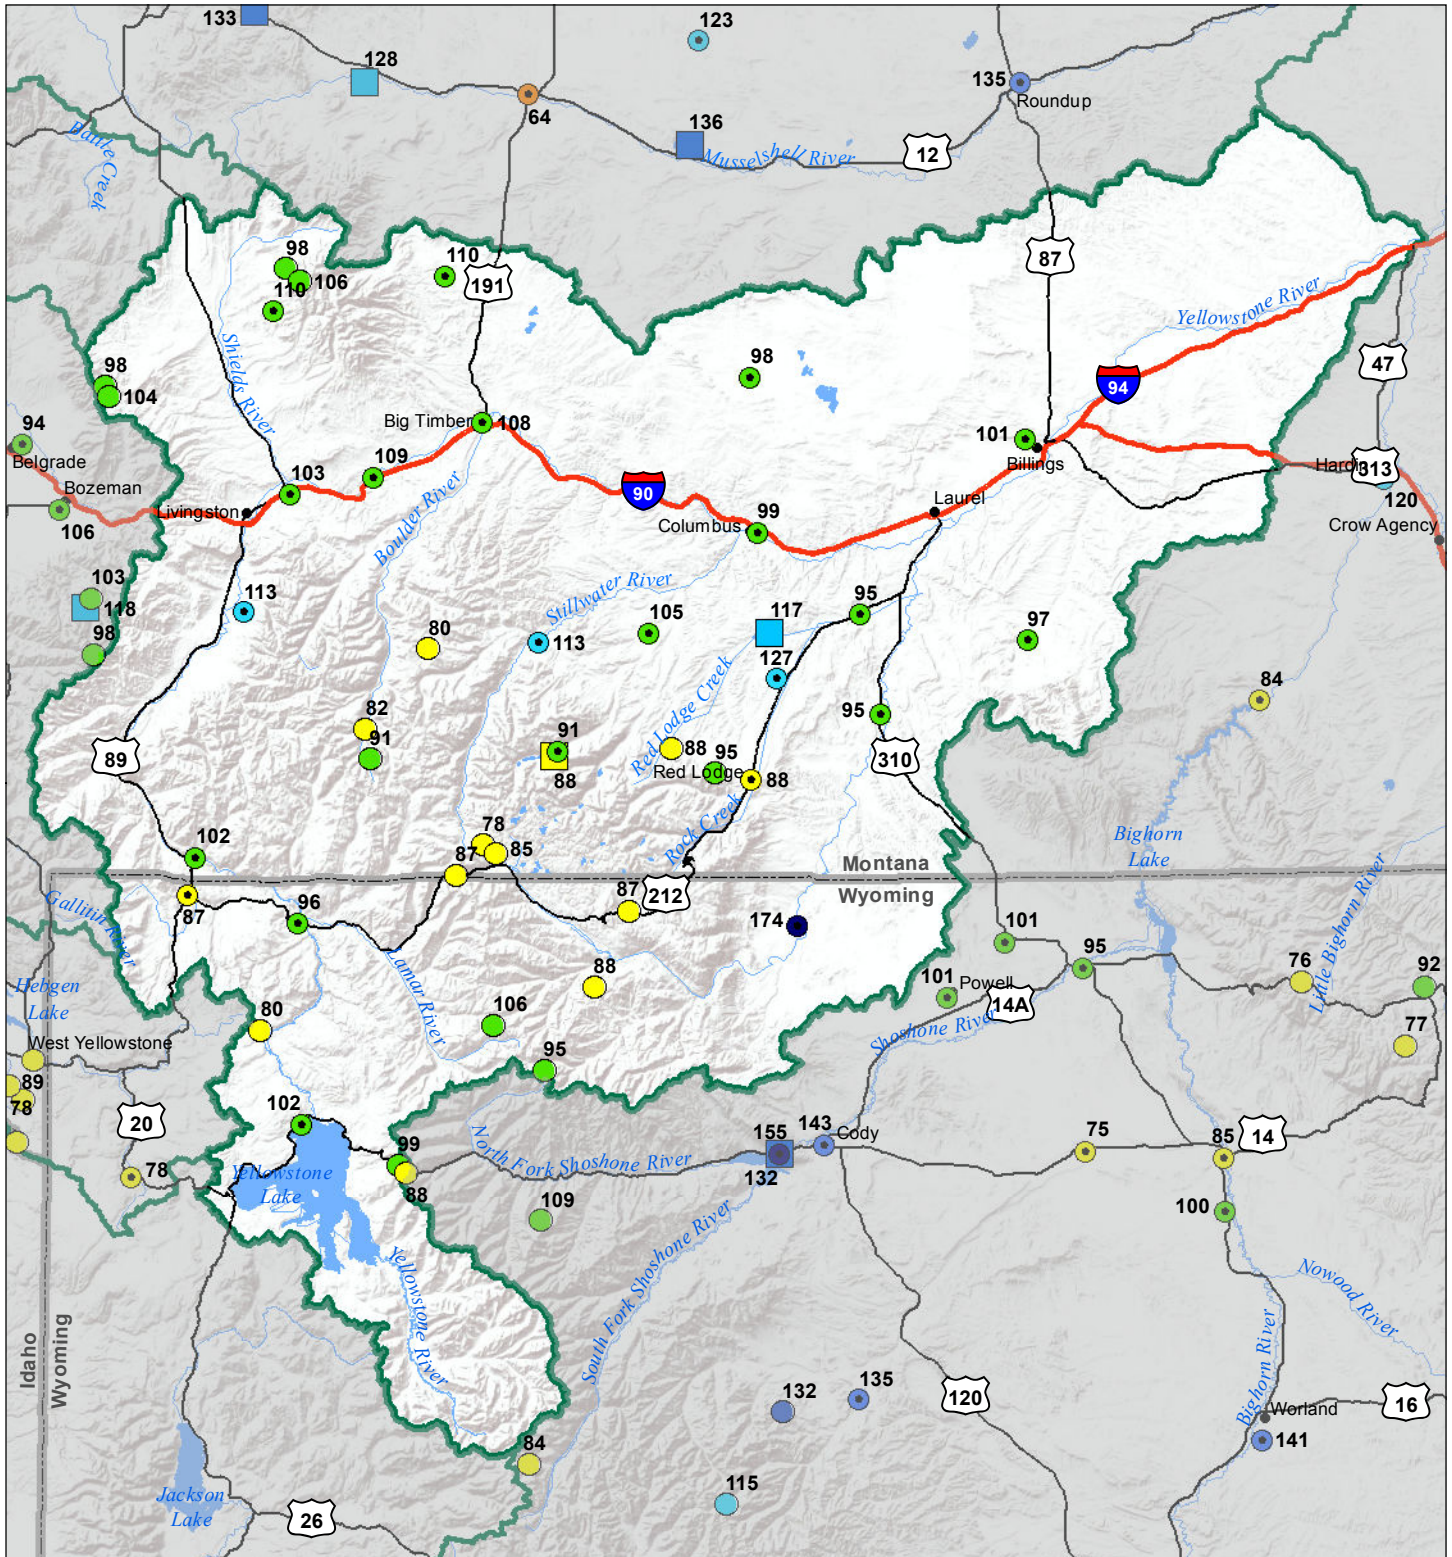 133
123
128
135
Roundup
64
136
Musselshell River
12
Battle
Creek
98
106
110
110
191
87
Yellowstone River
Shields River
98
104
98
47
94
94
Belgrade
Big Timber
108
101
Billings
Hardin
313
120
Bozeman
106
103
109
Livingston
90
Laurel
Columbus
99
Crow Agency
Boulder River
103
118
98
113
80
Stillwater River
113
105
117
95
97
127
84
Red Lodge Creek
82
91
91
88
88
95
Red Lodge
88
95
310
89
Rock Creek
78
85
87
102
Bighorn
Lake
Montana
Wyoming
87
Gallitin River
96
87
212
174
101
95
Little Bighorn River
76
92
101
Powell
14A
77
Lamar River
88
106
Hebgen
Lake
80
West Yellowstone
Shoshone River
95
89
78
20
102
78
99
88
Yellowstone
Lake
North Fork Shoshone River
155
132
143
Cody
75
85
14
100
109
South Fork Shoshone River
Yellowstone River
Nowood River
Bighorn River
Idaho
Wyoming
132
135
120
16
Worland
141
84
115
Jackson
Lake
26